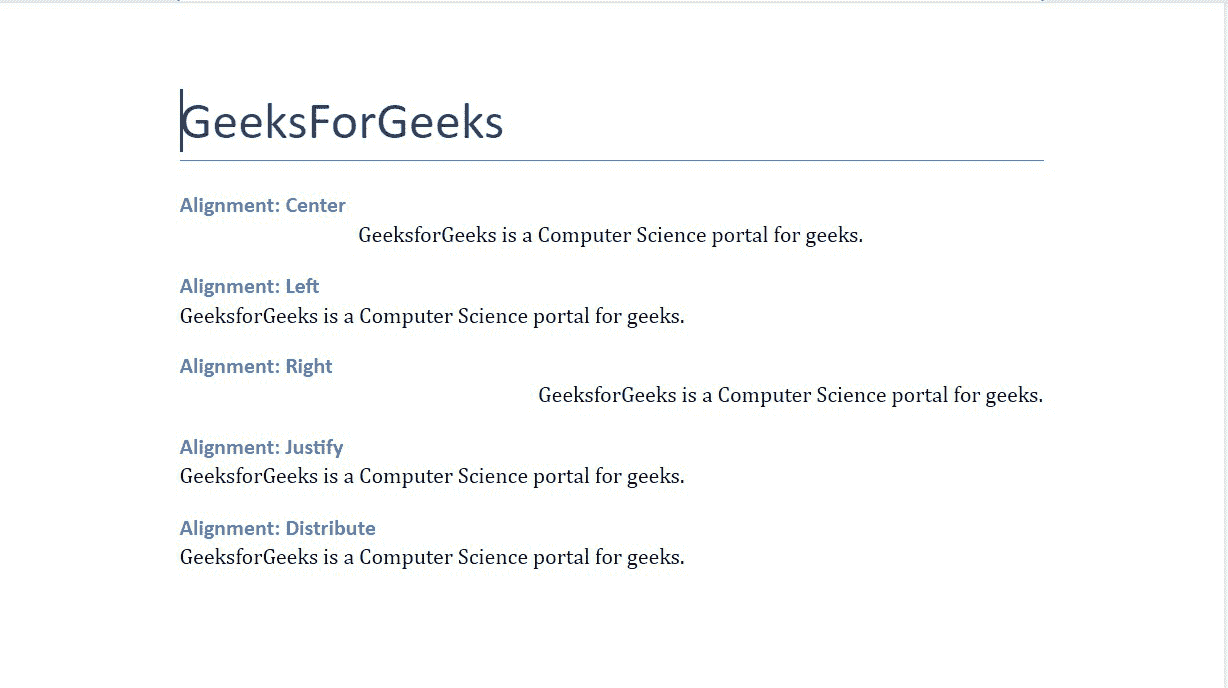 GeeksForGeeks
Alignment: Center
GeeksforGeeks is a Computer Science portal for geeks.
Alignment: Left
GeeksforGeeks is a Computer Science portal for geeks.
Alignment: Right
GeeksforGeeks is a Computer Science portal for geeks.
Alignment: Justify
GeeksforGeeks is a Computer Science portal for geeks.
Alignment: Distribute
GeeksforGeeks is a Computer Science portal for geeks.